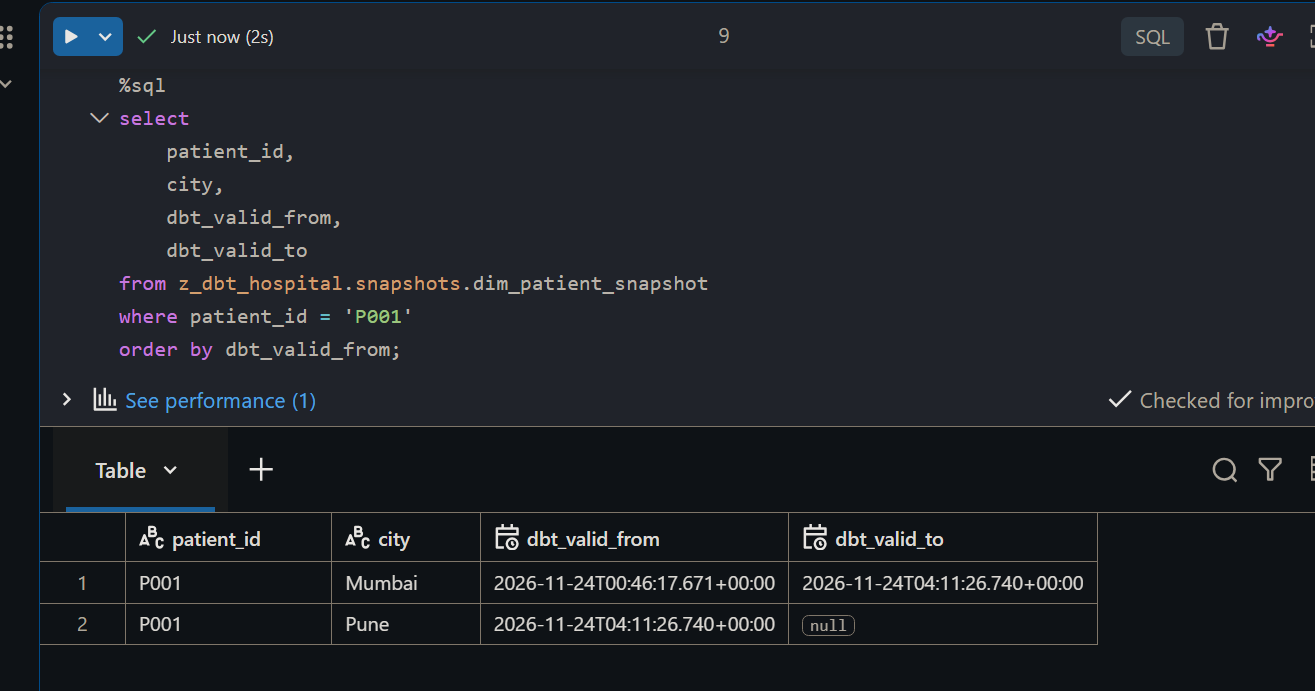 Just now (2s)
9
SQL
%sql
select
patient_id,
city,
dbt_valid_from,
dbt_valid_to
from z_dbt_hospital.snapshots.dim_patient_snapshot
where patient_id = 'P001'
order by dbt_valid_from;
See performance (1)
Checked for impro
Table
patient_id city dbt_valid_from dbt_valid_to
1 P001 Mumbai 2026-11-24T00:46:17.671+00:00 2026-11-24T04:11:26.740+00:00
2 P001 Pune 2026-11-24T04:11:26.740+00:00 null